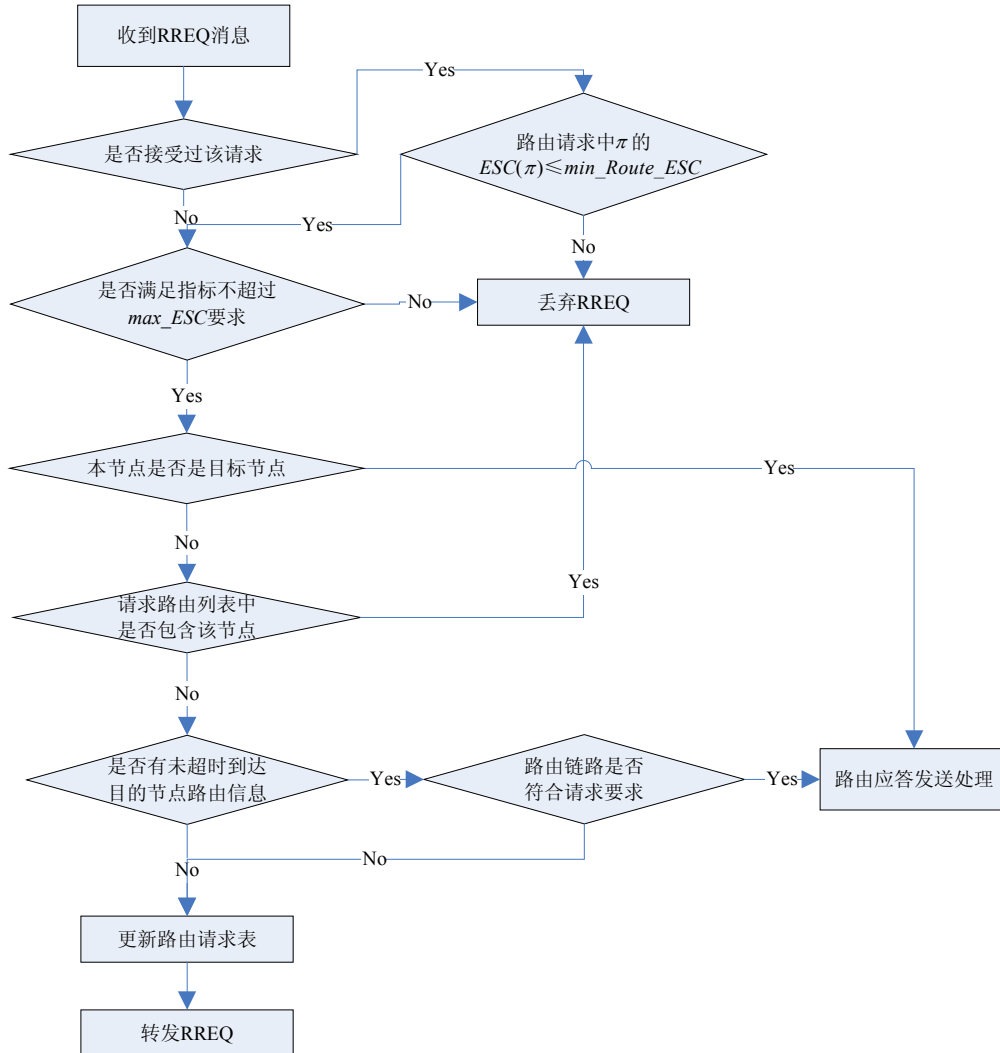 收到RREQ消息
Yes
是否接受过该请求
路由请求中π的
ESC(π)≤min_Route_ESC
No
Yes
No
是否满足指标不超过
max_ESC要求
No
丢弃RREQ
Yes
本节点是否是目标节点
Yes
No
Yes
请求路由列表中
是否包含该节点
No
是否有未超时到达
目的节点路由信息
Yes
路由链路是否
符合请求要求
Yes
路由应答发送处理
No
No
更新路由请求表
转发RREQ